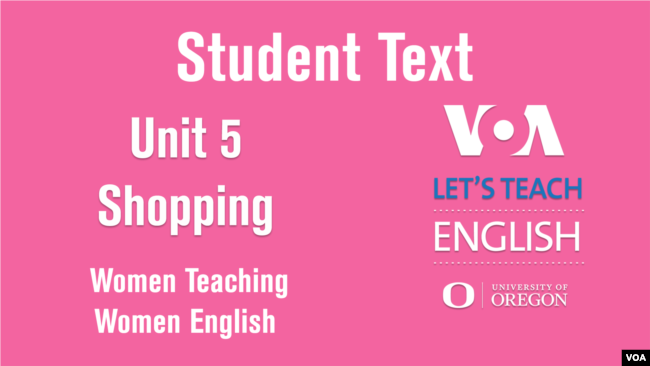 Student Text
Unit 5
Shopping
Women Teaching
Women English
VOA
LET'S TEACH
ENGLISH
O
UNIVERSITY OF
OREGON
VOA